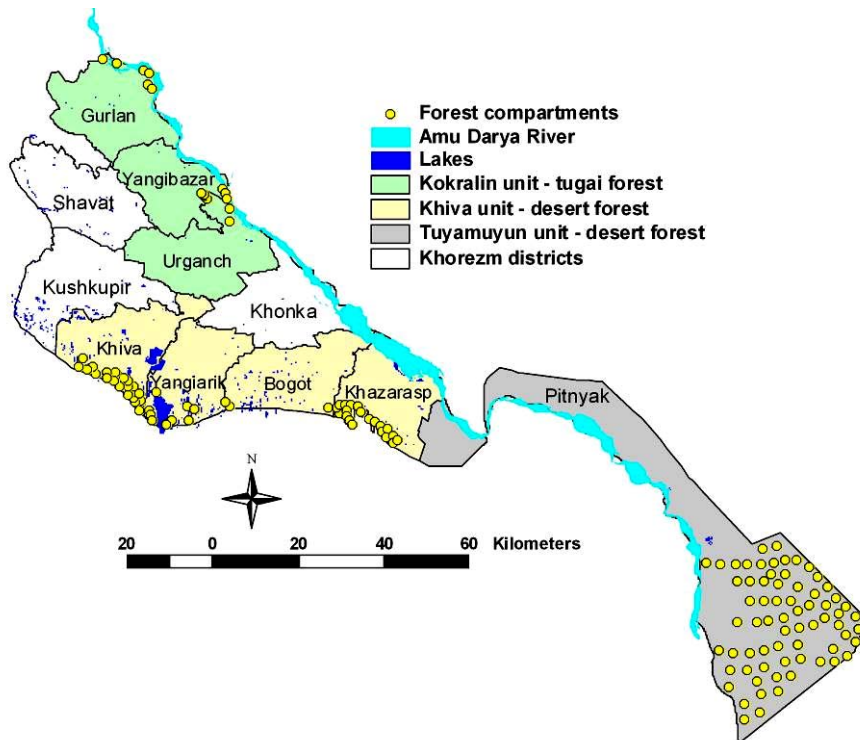 Gurlan
Yangibazar
Shavat
Urganch
Kushkupir
Khonka
Khiva
Yangiarik
Bogot
Khazarasp
Pitnyak
Forest compartments
Amu Darya River
Lakes
Kokralin unit - tugai forest
Khiva unit - desert forest
Tuyamuyun unit - desert forest
Khorezm districts
N
20 0 20 40 60 Kilometers